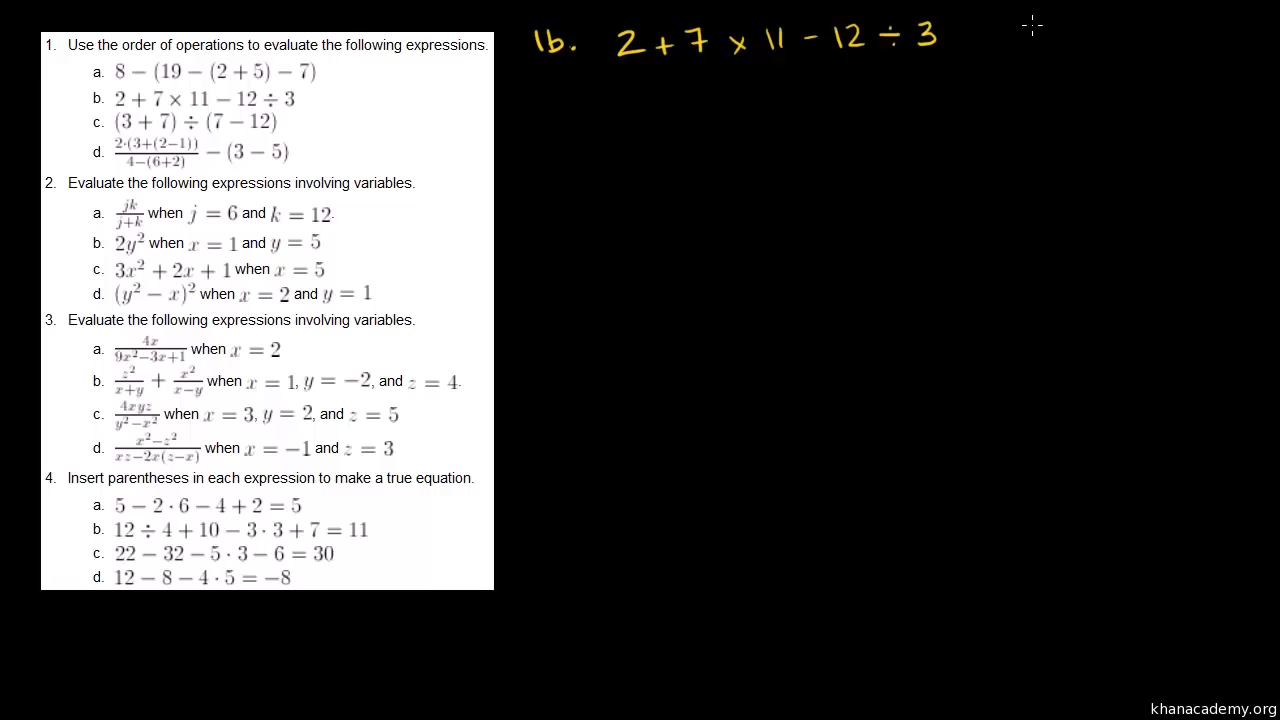 1. Use the order of operations to evaluate the following expressions.
a. 8 − (19 − (2 + 5) − 7)
b. 2 + 7 × 11 − 12 ÷ 3
c. (3 + 7) ÷ (7 − 12)
d. \frac{2·(3+(2−1))}{4−(6+2)} − (3 − 5)
2. Evaluate the following expressions involving variables.
a. \frac{jk}{j+k} when j = 6 and k = 12.
b. 2y² when x = 1 and y = 5
c. 3x² + 2x + 1 when x = 5
d. (y² − x)² when x = 2 and y = 1
3. Evaluate the following expressions involving variables.
a. \frac{4x}{9x²−3x+1} when x = 2
b. \frac{z²}{x+y} + \frac{x²}{x−y} when x = 1, y = −2, and z = 4.
c. \frac{4xyz}{y²−x²} when x = 3, y = 2, and z = 5
d. \frac{x²−z²}{xz−2x(z−x)} when x = −1 and z = 3
4. Insert parentheses in each expression to make a true equation.
a. 5 − 2 · 6 − 4 + 2 = 5
b. 12 ÷ 4 + 10 − 3 · 3 + 7 = 11
c. 22 − 32 − 5 · 3 − 6 = 30
d. 12 − 8 − 4 · 5 = −8
1b. 2 + 7 × 11 − 12 ÷ 3
khanacademy.org